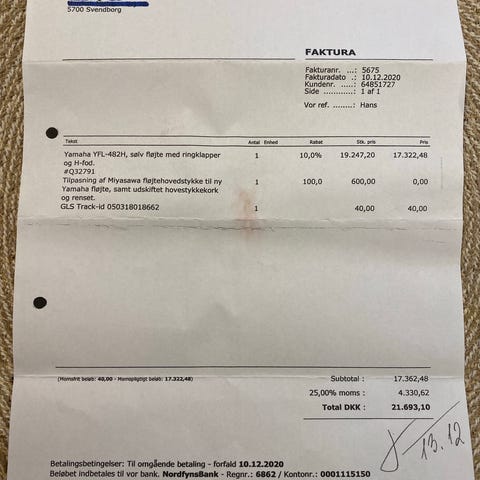 5700 Svendborg
FAKTURA
Fakturanr. ...: 5675
Fakturadato .: 10.12.2020
Kundenr. ....: 64851727
Side ........: 1 af 1
Vor ref. ........: Hans
Tekst Antal Enhed Rabat Stk. pris Pris
Yamaha YFL-482H, sølv fløjte med ringklapper 1 10,0% 19.247,20 17.322,48
og H-fod.
#Q32791
Tilpasning af Miyasawa fløjtehovedstykke til ny 1 100,0 600,00 0,00
Yamaha fløjte, samt udskiftet hovestykkekork
og renset.
GLS Track-id 050318018662 1 40,00 40,00
(Momsfrit beløb: 40,00 - Momspligtigt beløb: 17.322,48) Subtotal : 17.362,48
25,00% moms : 4.330,62
Total DKK : 21.693,10
13.12
Betalingsbetingelser: Til omgående betaling - forfald 10.12.2020
Beløbet indbetales til vor bank. NordfynsBank - Regnr.: 6862 / Kontonr.: 0001115150